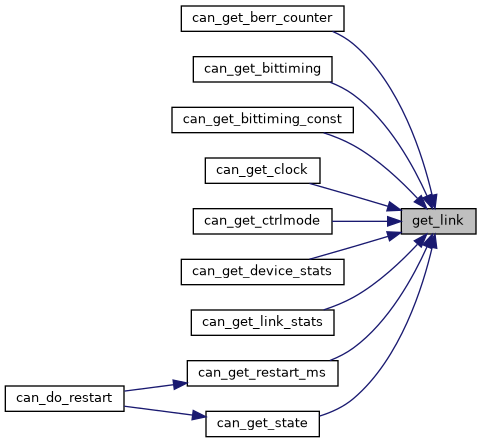 can_get_berr_counter
can_get_bittiming
can_get_bittiming_const
can_get_clock
can_get_ctrlmode
get_link
can_get_device_stats
can_get_link_stats
can_get_restart_ms
can_do_restart
can_get_state